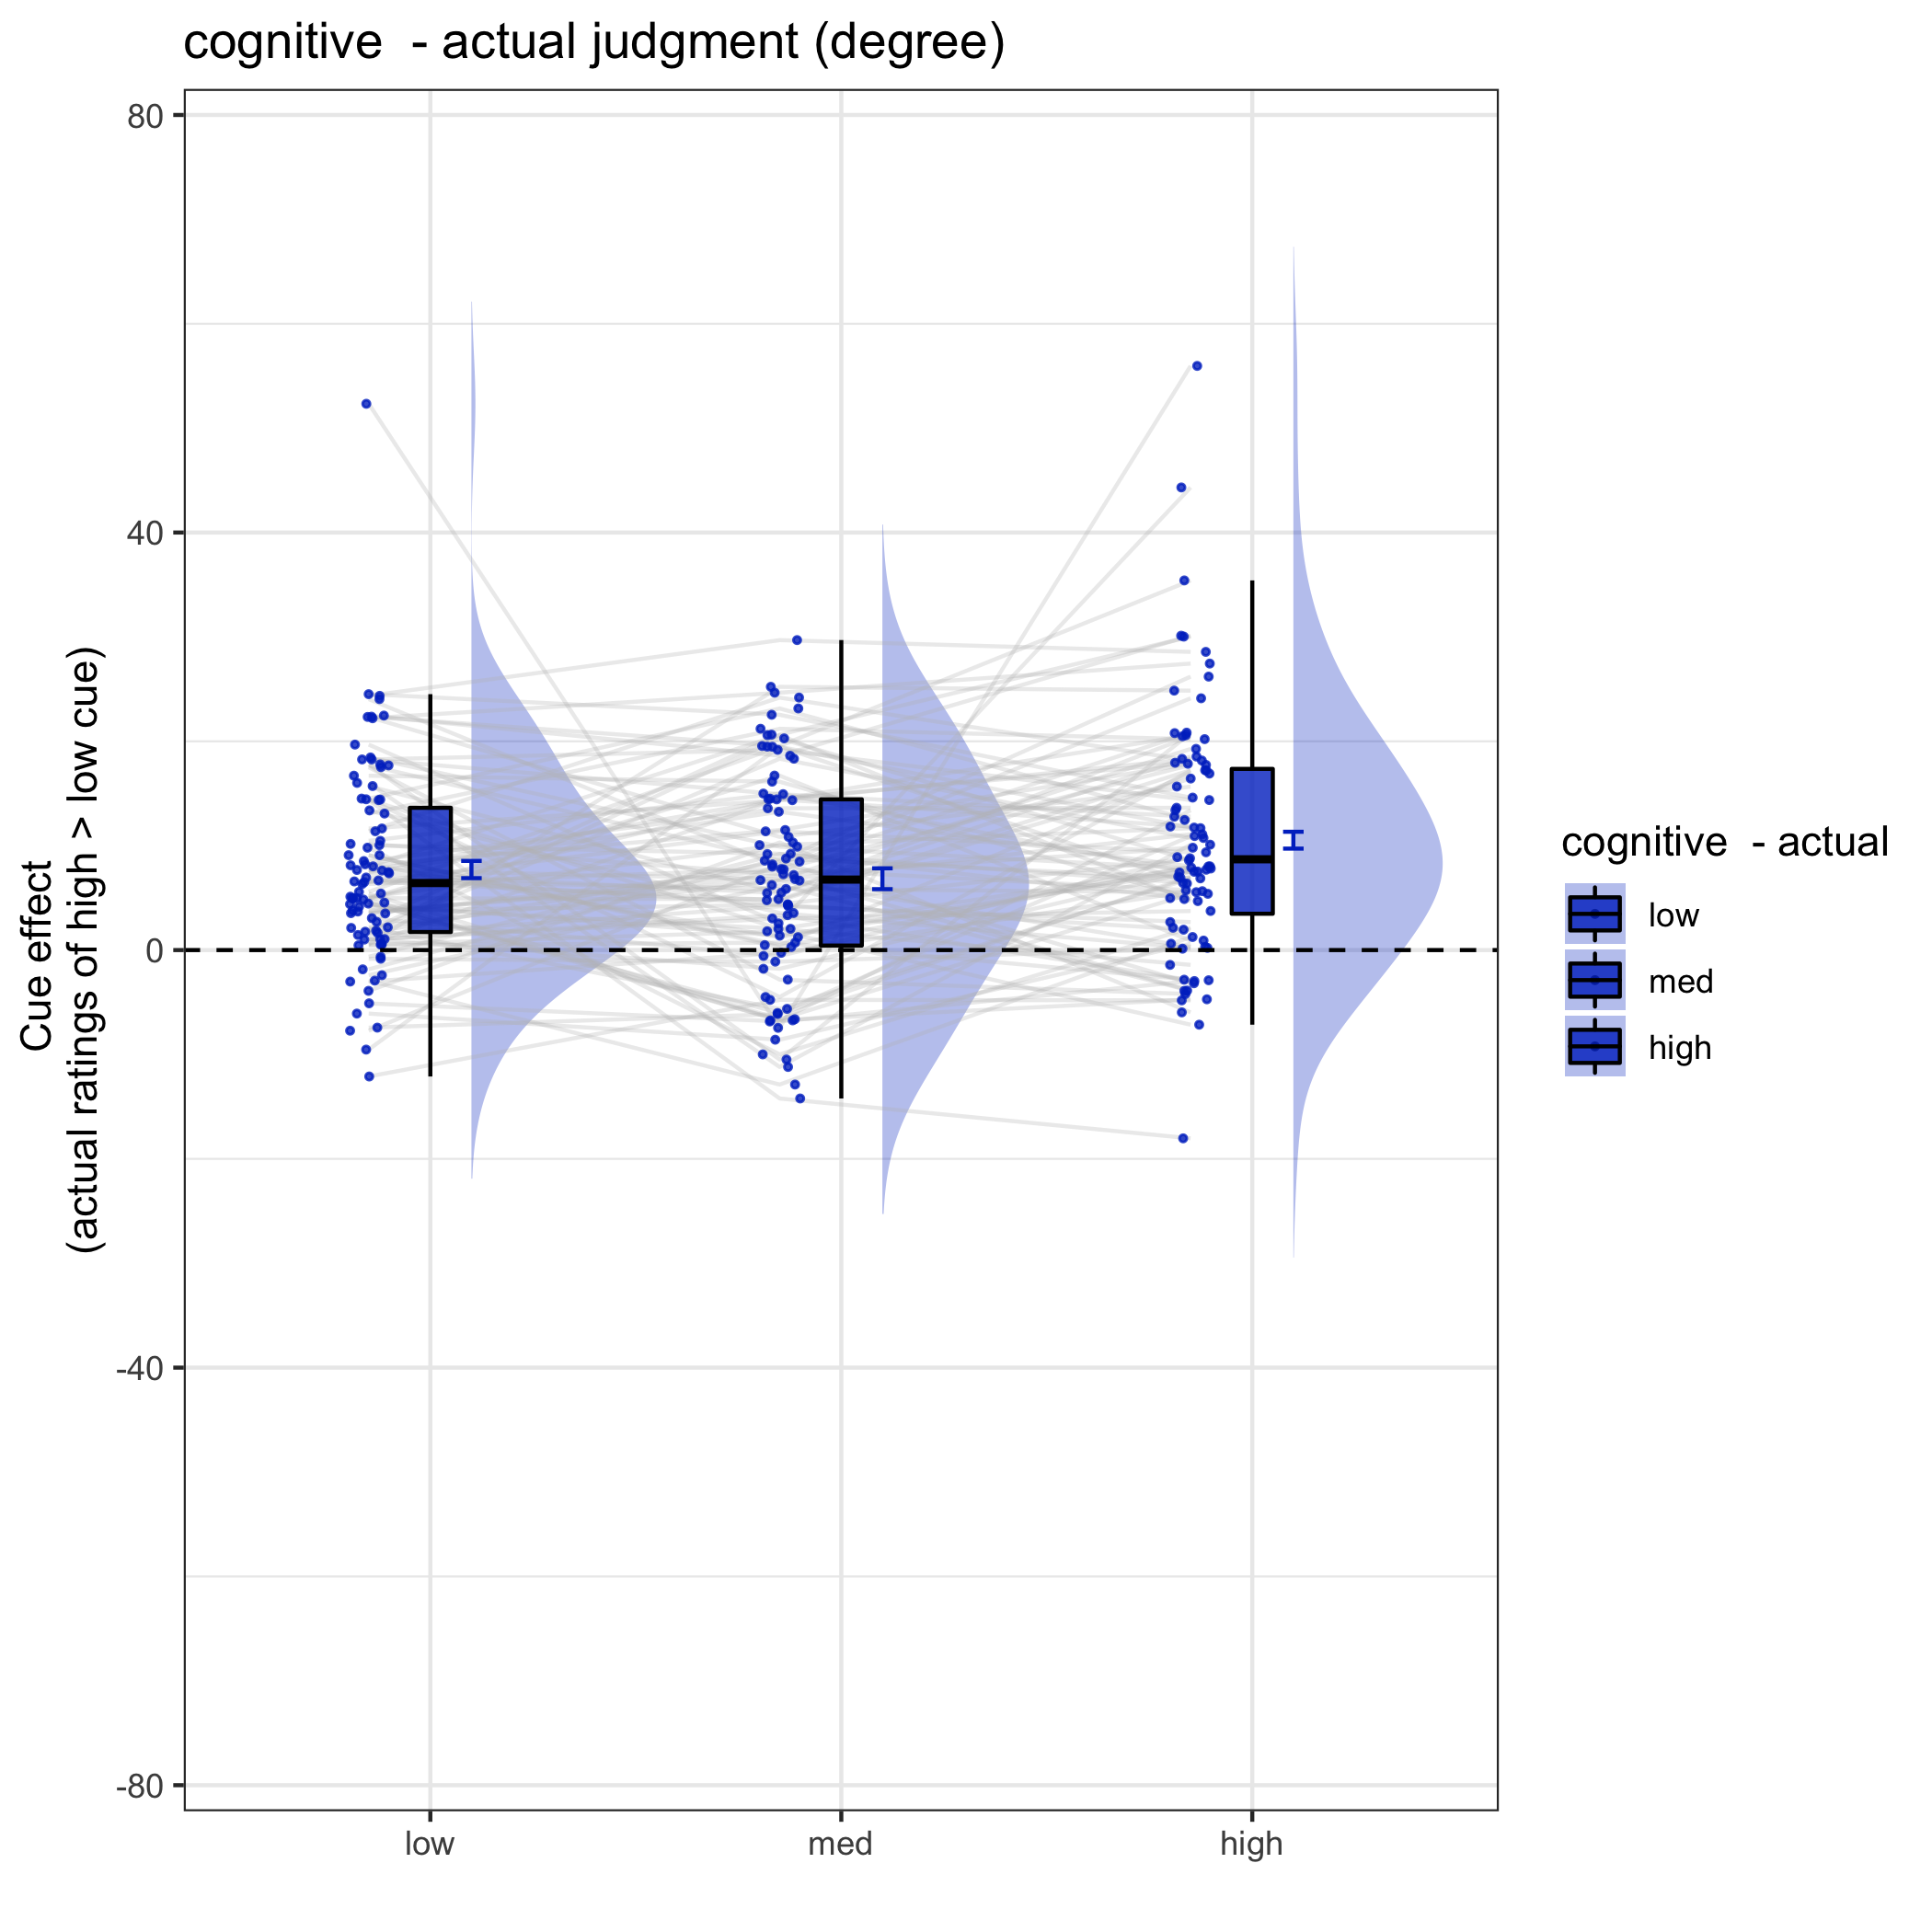 cognitive  - actual judgment (degree)
Cue effect
(actual ratings of high > low cue)
80
40
0
-40
-80
low
med
high
cognitive  - actual
low
med
high